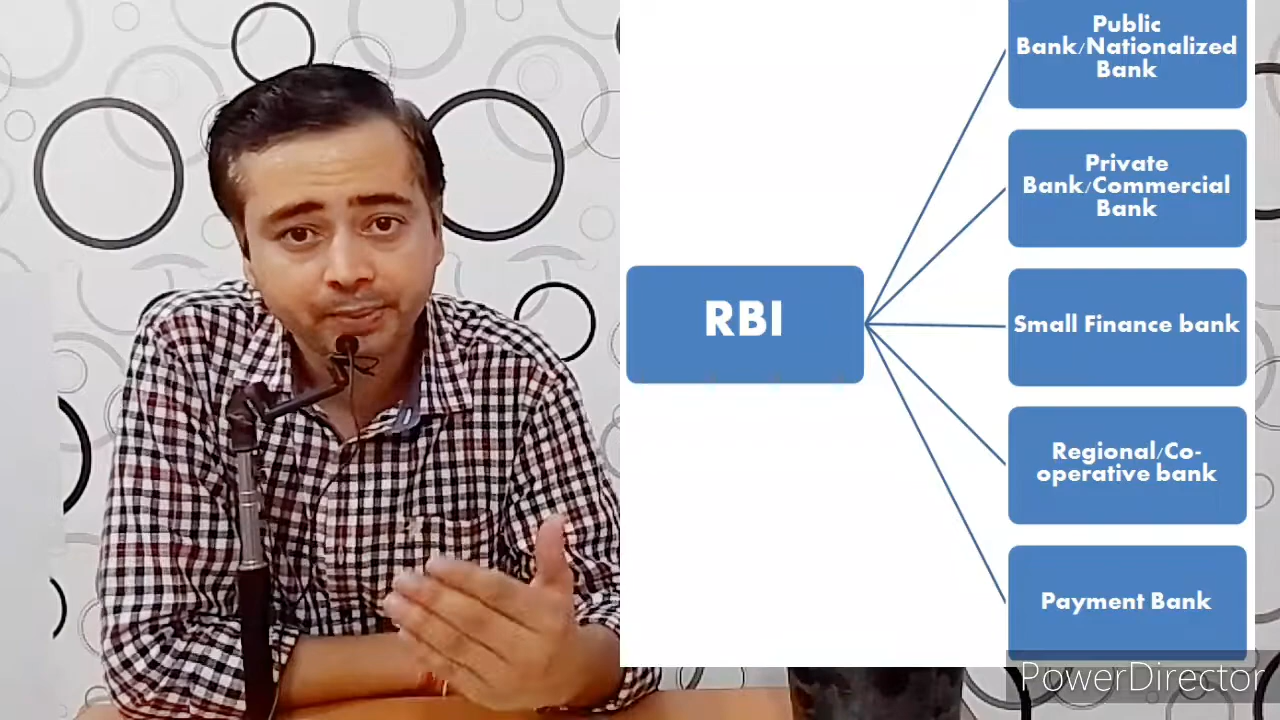 RBI
Public
Bank/Nationalized
Bank
Private
Bank/Commercial
Bank
Small Finance bank
Regional/Co-
operative bank
Payment Bank
PowerDirector